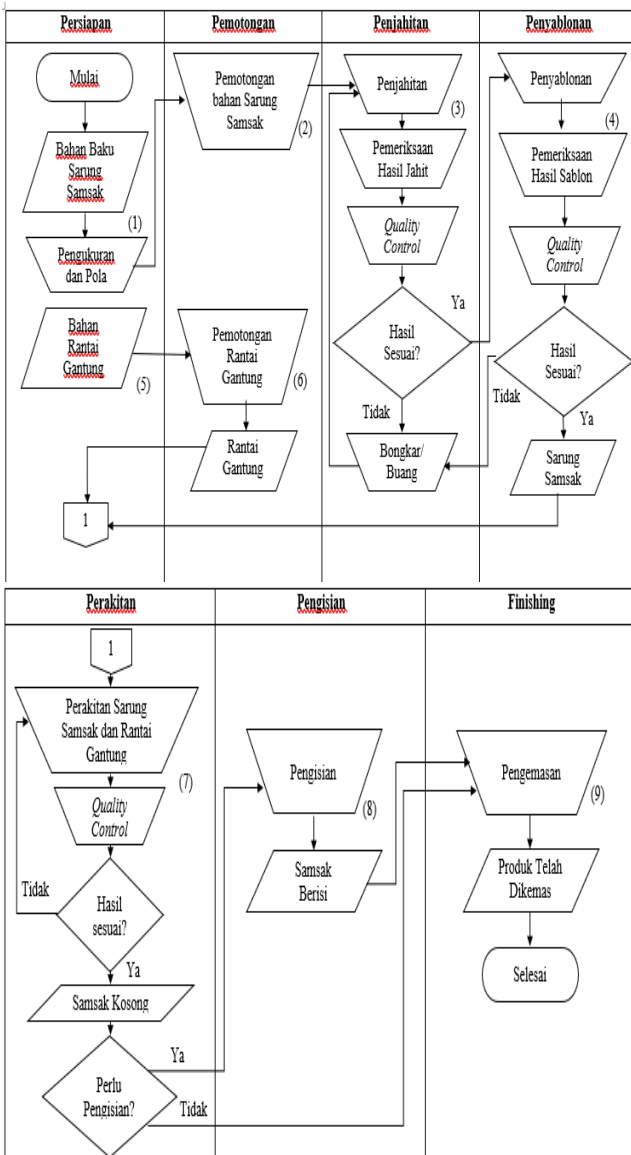 Persiapan
Pemotongan
Penjahitan
Penyablonan
Mulai
Bahan Baku
Sarung
Samsak
(1)
Pengukuran
dan Pola
Bahan
Rantai
Gantung
(5)
Pemotongan
bahan Sarung
Samsak
(2)
Pemotongan
Rantai
Gantung
(6)
Rantai
Gantung
Penjahitan
(3)
Pemeriksaan
Hasil Jahit
Quality
Control
Hasil
Sesuai?
Ya
Tidak
Bongkar/
Buang
Penyablonan
(4)
Pemeriksaan
Hasil Sablon
Quality
Control
Hasil
Sesuai?
Tidak
Ya
Sarung
Samsak
1
Perakitan
Pengisian
Finishing
1
Perakitan Sarung
Samsak dan Rantai
Gantung
(7)
Quality
Control
Tidak
Hasil
sesuai?
Ya
Samsak Kosong
Perlu
Pengisian?
Ya
Tidak
Pengisian
(8)
Samsak
Berisi
Pengemasan
(9)
Produk Telah
Dikemas
Selesai